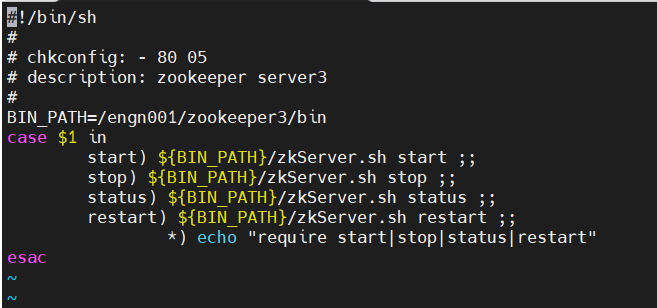 #!/bin/sh
#
# chkconfig: - 80 05
# description: zookeeper server3
#
BIN_PATH=/engn001/zookeeper3/bin
case $1 in
        start) ${BIN_PATH}/zkServer.sh start ;;
        stop) ${BIN_PATH}/zkServer.sh stop ;;
        status) ${BIN_PATH}/zkServer.sh status ;;
        restart) ${BIN_PATH}/zkServer.sh restart ;;
                *) echo "require start|stop|status|restart"
esac
~
~